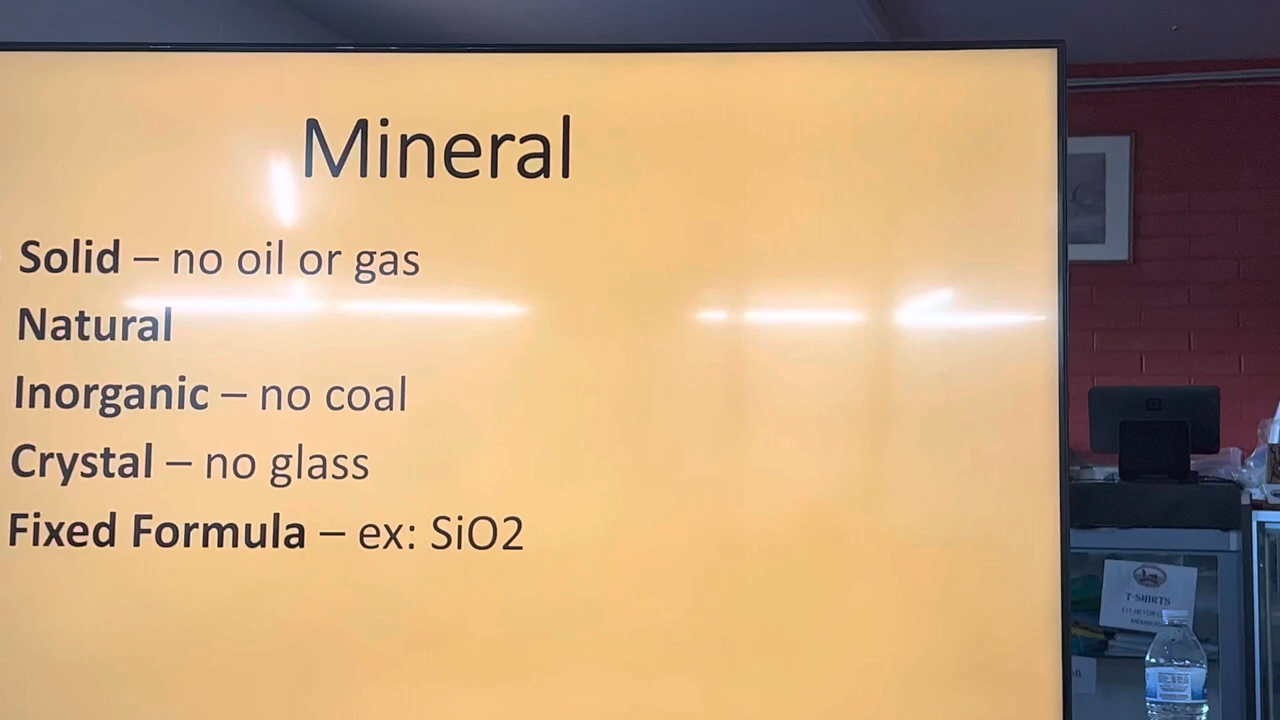 Mineral
Solid – no oil or gas
Natural
Inorganic – no coal
Crystal – no glass
Fixed Formula – ex: SiO2
T-SHIRTS